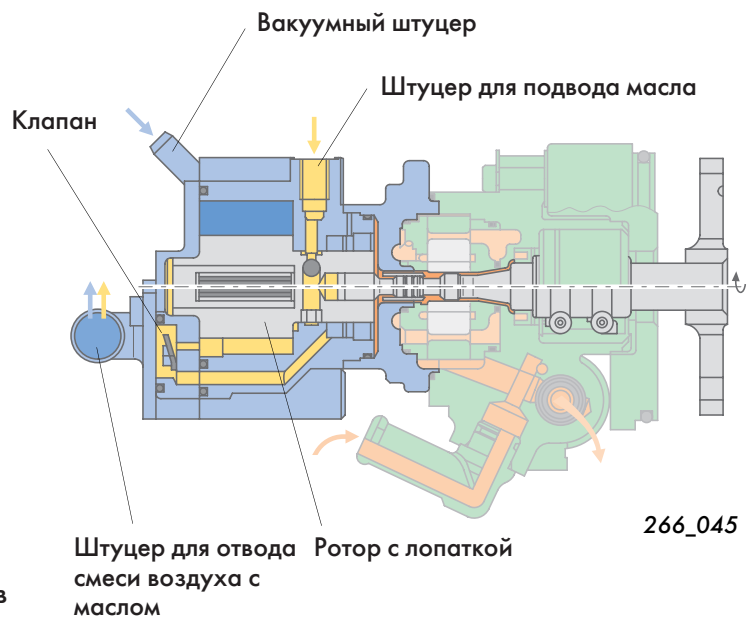 Вакуумный штуцер
Штуцер для подвода масла
Клапан
266_045
Штуцер для отвода
смеси воздуха с
маслом
Ротор с лопаткой
в